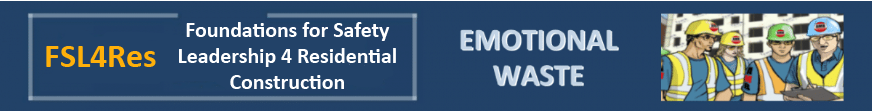 FSL4Res
Foundations for Safety
Leadership 4 Residential
Construction
EMOTIONAL
WASTE